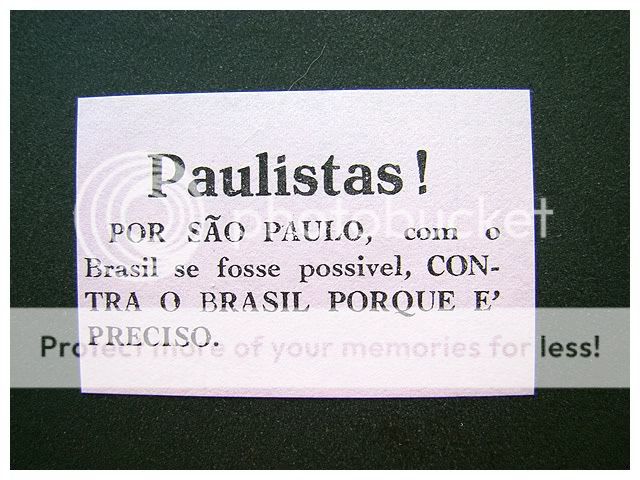 Paulistas!
POR SÃO PAULO, com o
Brasil se fosse possivel, CON-
TRA O BRASIL PORQUE E'
PRECISO.
photobucket
Protect more of your memories for less!